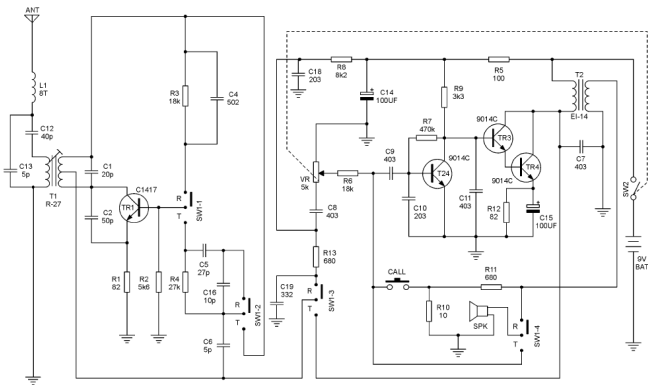 ANT
L1
8T
C12
40p
C13
5p
T1
R-27
C1
20p
C2
50p
C1417
TR1
R1
82
R2
5k6
R3
18k
C4
502
R
T
SW1-1
R4
27k
C5
27p
C16
10p
R
T
SW1-2
C6
5p
C18
203
R8
8k2
C14
100UF
+
VR
5k
R6
18k
C8
403
R13
680
C19
332
R
T
SW1-3
C9
403
R7
470k
R9
3k3
9014C
T24
C10
203
C11
403
9014C
TR3
9014C
TR4
R12
82
+
C15
100UF
R5
100
T2
EI-14
C7
403
SW2
9V
BAT
CALL
R11
680
R10
10
SPK
R
T
SW1-4